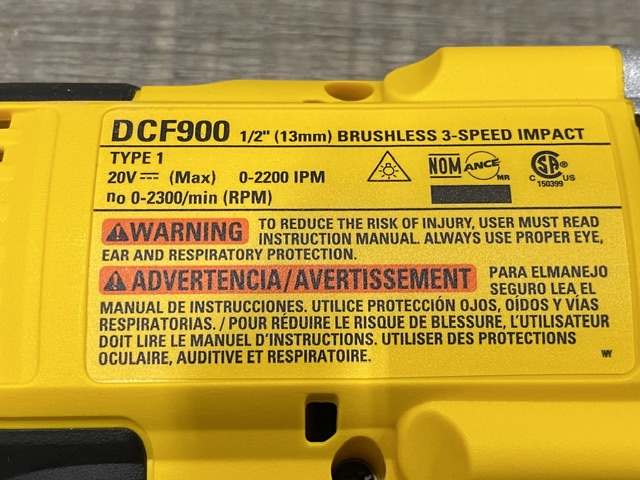 DCF900 1/2" (13mm) BRUSHLESS 3-SPEED IMPACT
TYPE 1
20V⎓ (Max) 0-2200 IPM
no 0-2300/min (RPM)
NOM ANCE MR
CSA ® C US 150399
WARNING TO REDUCE THE RISK OF INJURY, USER MUST READ
INSTRUCTION MANUAL. ALWAYS USE PROPER EYE,
EAR AND RESPIRATORY PROTECTION.
ADVERTENCIA/AVERTISSEMENT PARA ELMANEJO
SEGURO LEA EL
MANUAL DE INSTRUCCIONES. UTILICE PROTECCIÓN OJOS, OÍDOS Y VÍAS
RESPIRATORIAS. / POUR RÉDUIRE LE RISQUE DE BLESSURE, L'UTILISATEUR
DOIT LIRE LE MANUEL D'INSTRUCTIONS. UTILISER DES PROTECTIONS
OCULAIRE, AUDITIVE ET RESPIRATOIRE.